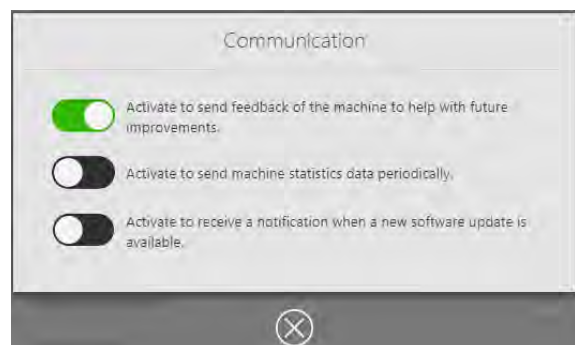 Communication
Activate to send feedback of the machine to help with future
improvements.
Activate to send machine statistics data periodically.
Activate to receive a notification when a new software update is
available.